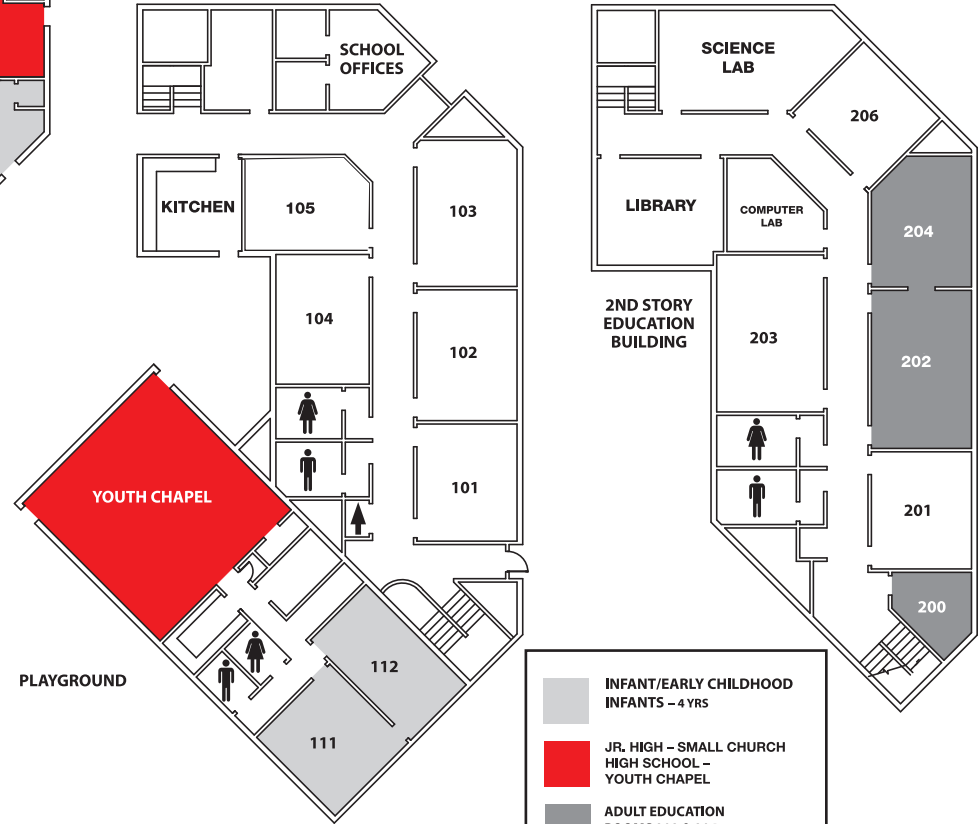 SCHOOL
OFFICES
KITCHEN
105
103
104
102
101
YOUTH CHAPEL
112
111
PLAYGROUND
SCIENCE
LAB
206
LIBRARY
COMPUTER
LAB
204
2ND STORY
EDUCATION
BUILDING
203
202
201
200
INFANT/EARLY CHILDHOOD
INFANTS – 4 YRS
JR. HIGH – SMALL CHURCH
HIGH SCHOOL –
YOUTH CHAPEL
ADULT EDUCATION